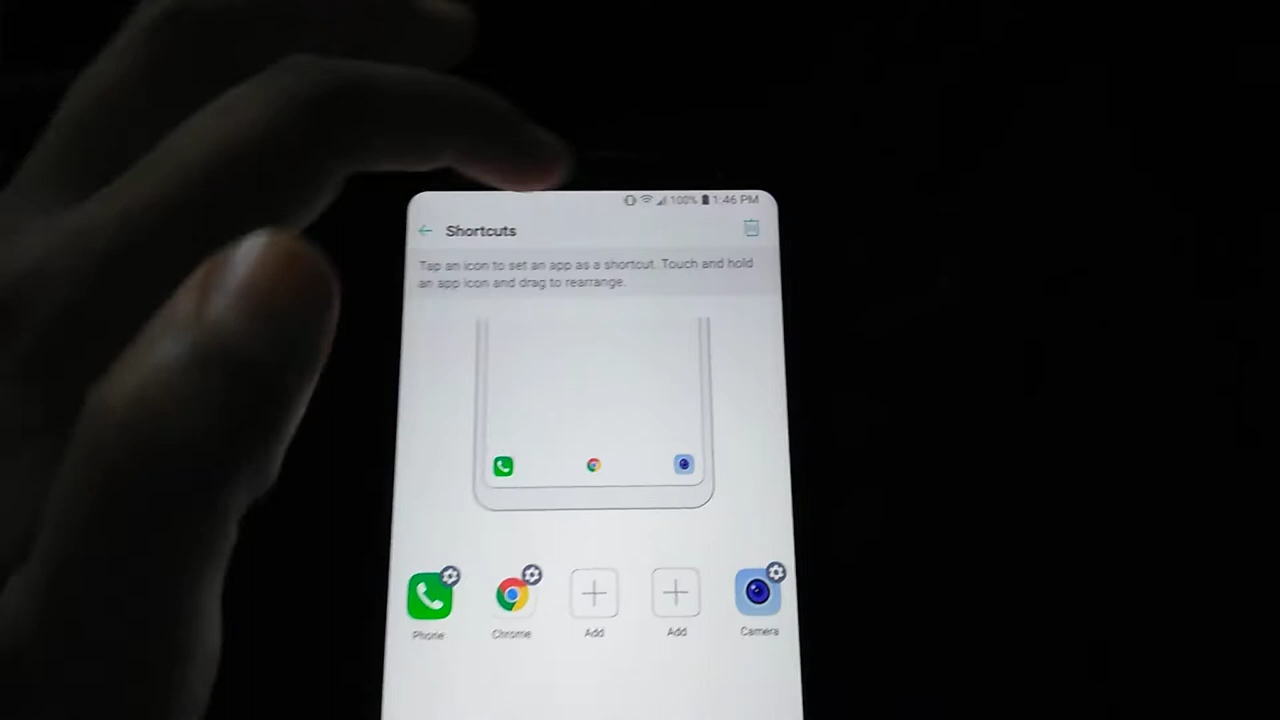 100% 1:46 PM
Shortcuts
Tap an icon to set an app as a shortcut. Touch and hold
an app icon and drag to rearrange.
Phone Chrome Add Add Camera